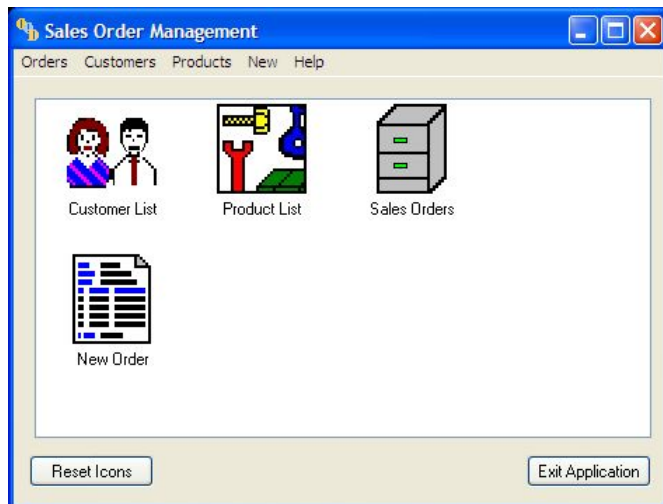 Sales Order Management
Orders Customers Products New Help
Customer List Product List Sales Orders
New Order
Reset Icons Exit Application